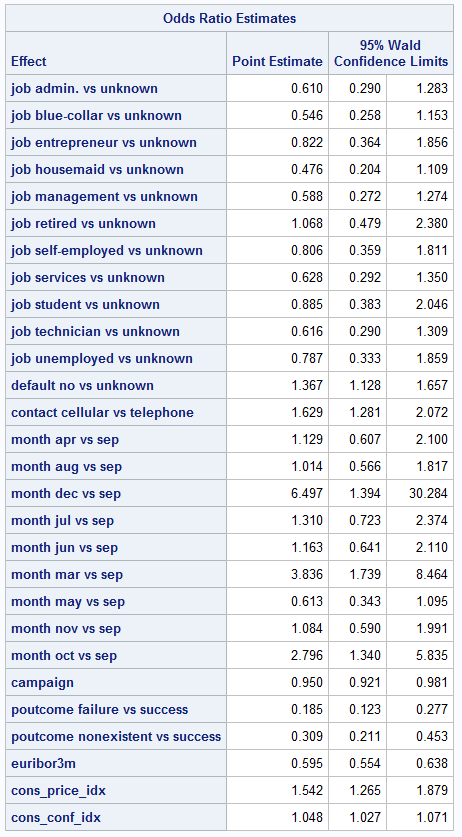 Odds Ratio Estimates
Effect Point Estimate 95% Wald Confidence Limits
job admin. vs unknown 0.610 0.290 1.283
job blue-collar vs unknown 0.546 0.258 1.153
job entrepreneur vs unknown 0.822 0.364 1.856
job housemaid vs unknown 0.476 0.204 1.109
job management vs unknown 0.588 0.272 1.274
job retired vs unknown 1.068 0.479 2.380
job self-employed vs unknown 0.806 0.359 1.811
job services vs unknown 0.628 0.292 1.350
job student vs unknown 0.885 0.383 2.046
job technician vs unknown 0.616 0.290 1.309
job unemployed vs unknown 0.787 0.333 1.859
default no vs unknown 1.367 1.128 1.657
contact cellular vs telephone 1.629 1.281 2.072
month apr vs sep 1.129 0.607 2.100
month aug vs sep 1.014 0.566 1.817
month dec vs sep 6.497 1.394 30.284
month jul vs sep 1.310 0.723 2.374
month jun vs sep 1.163 0.641 2.110
month mar vs sep 3.836 1.739 8.464
month may vs sep 0.613 0.343 1.095
month nov vs sep 1.084 0.590 1.991
month oct vs sep 2.796 1.340 5.835
campaign 0.950 0.921 0.981
poutcome failure vs success 0.185 0.123 0.277
poutcome nonexistent vs success 0.309 0.211 0.453
euribor3m 0.595 0.554 0.638
cons_price_idx 1.542 1.265 1.879
cons_conf_idx 1.048 1.027 1.071